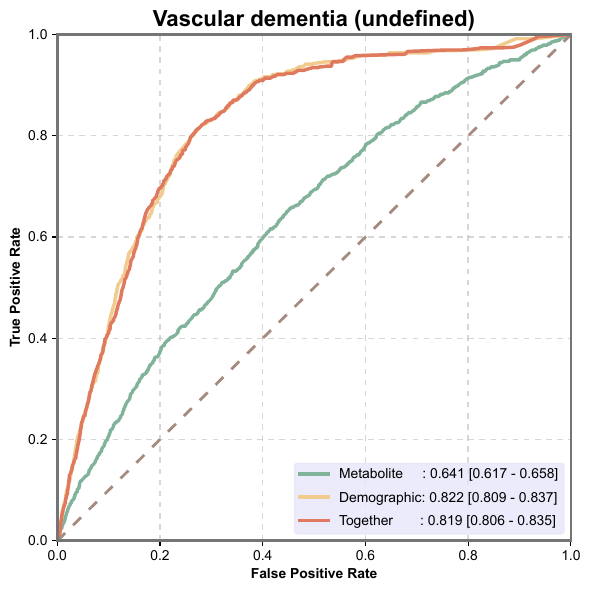 Vascular dementia (undefined)
True Positive Rate
1.0
0.8
0.6
0.4
0.2
0.0
0.0 0.2 0.4 0.6 0.8 1.0
False Positive Rate
Metabolite : 0.641 [0.617 - 0.658]
Demographic: 0.822 [0.809 - 0.837]
Together : 0.819 [0.806 - 0.835]